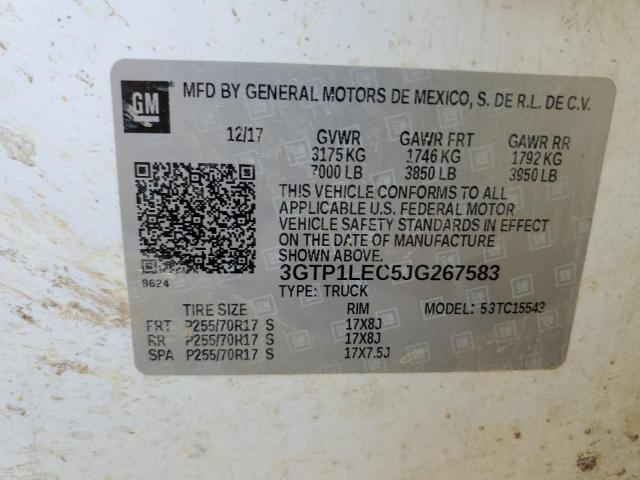 GM
MFD BY GENERAL MOTORS DE MEXICO, S. DE R.L. DE C.V.
12/17 GVWR GAWR FRT GAWR RR
3175 KG 1746 KG 1792 KG
7000 LB 3850 LB 3950 LB
THIS VEHICLE CONFORMS TO ALL
APPLICABLE U.S. FEDERAL MOTOR
VEHICLE SAFETY STANDARDS IN EFFECT
ON THE DATE OF MANUFACTURE
SHOWN ABOVE.
8624
3GTP1LEC5JG267583
TYPE: TRUCK
TIRE SIZE RIM MODEL: 53TC15543
FRT P255/70R17 S 17X8J
RR P255/70R17 S 17X8J
SPA P255/70R17 S 17X7.5J